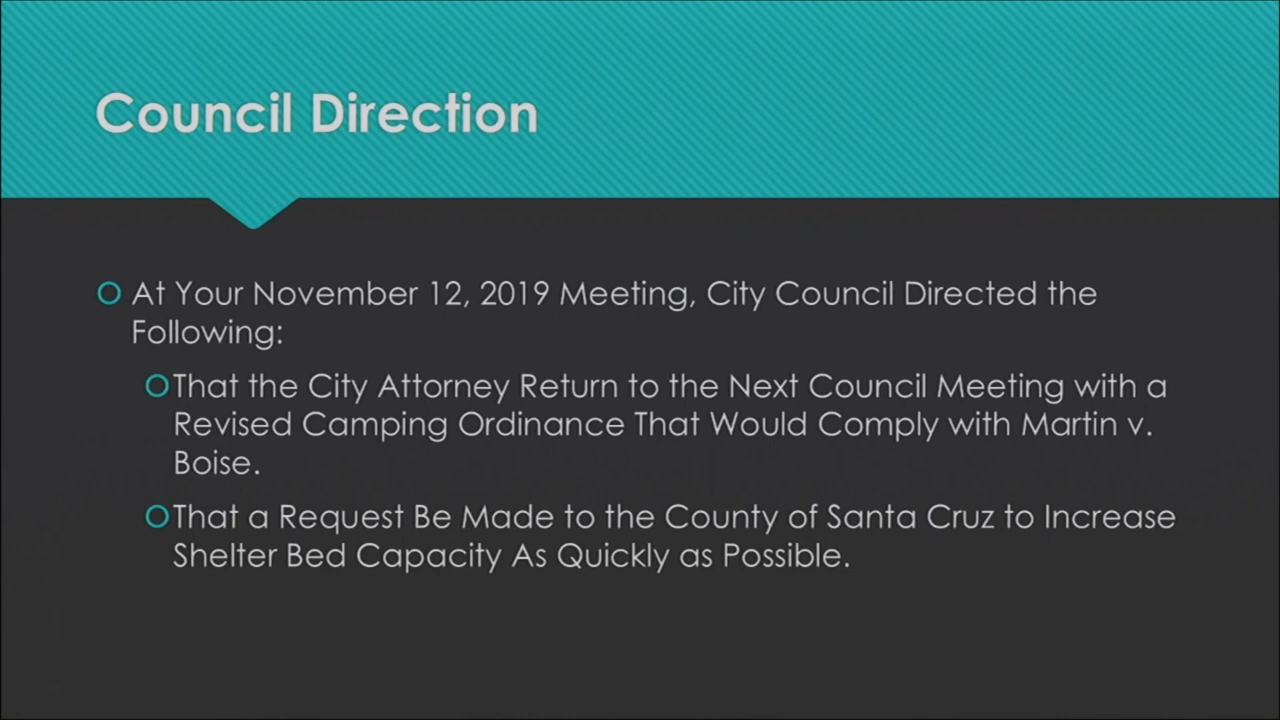 Council Direction
At Your November 12, 2019 Meeting, City Council Directed the
Following:
That the City Attorney Return to the Next Council Meeting with a
Revised Camping Ordinance That Would Comply with Martin v.
Boise.
That a Request Be Made to the County of Santa Cruz to Increase
Shelter Bed Capacity As Quickly as Possible.